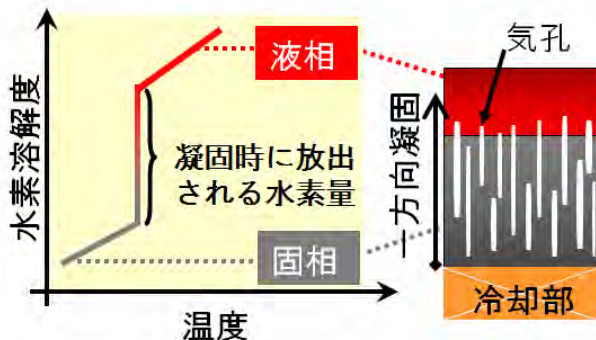 水素溶解度
液相
凝固時に放出
される水素量
固相
温度
気孔
一方向凝固
冷却部